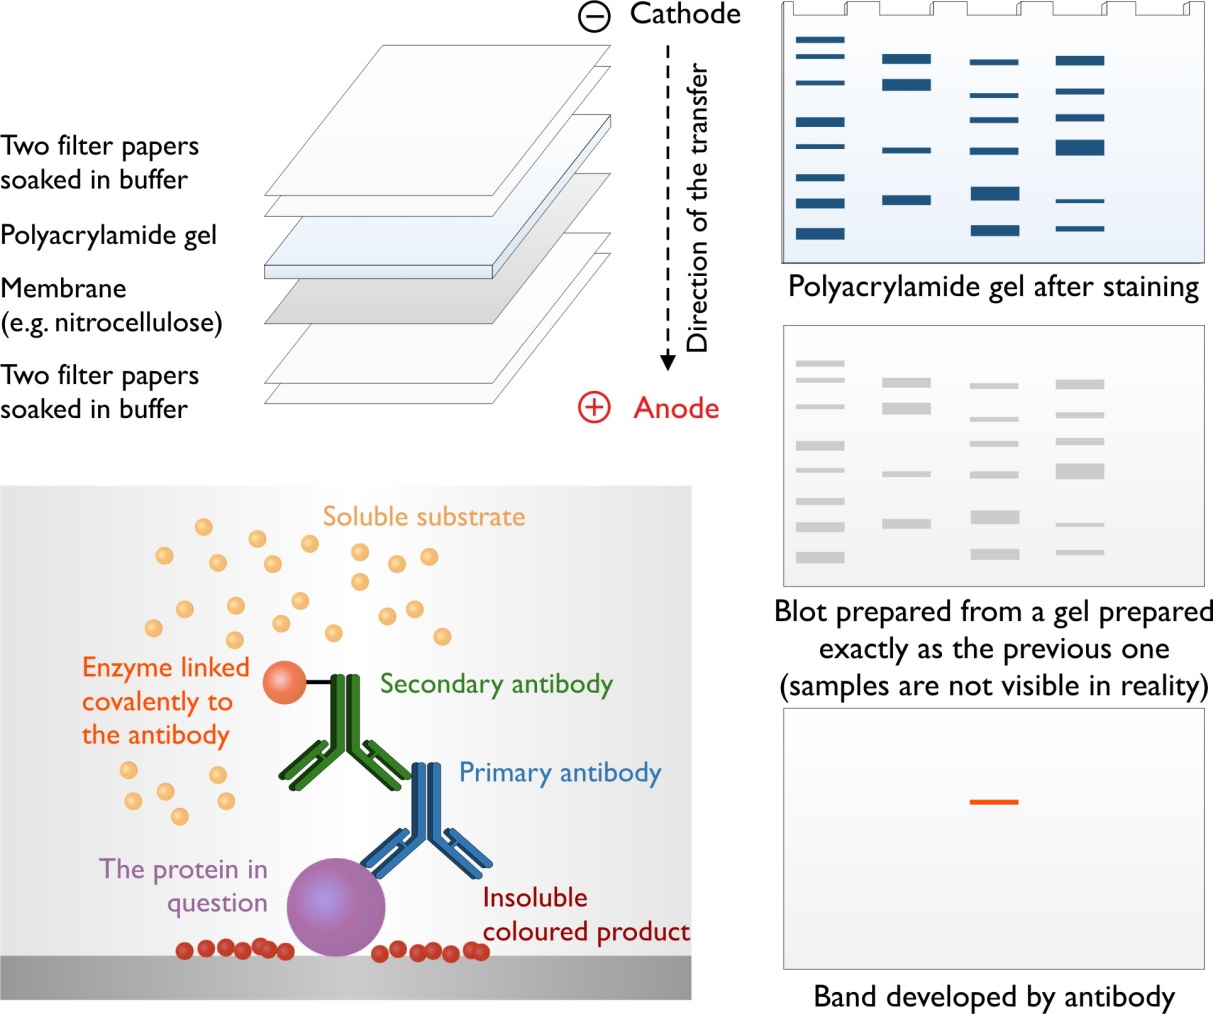 − Cathode
Two filter papers
soaked in buffer
Polyacrylamide gel
Membrane
(e.g. nitrocellulose)
Two filter papers
soaked in buffer
Direction of the transfer
+ Anode
Polyacrylamide gel after staining
Blot prepared from a gel prepared
exactly as the previous one
(samples are not visible in reality)
Band developed by antibody
Soluble substrate
Enzyme linked
covalently to
the antibody
Secondary antibody
Primary antibody
The protein in
question
Insoluble
coloured product